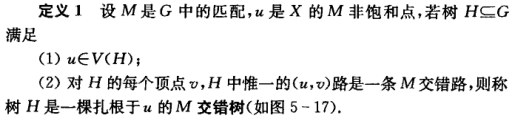 定义1 设 M 是 G 中的匹配,u 是 X 的 M 非饱和点,若树 H⊆G
满足
(1) u∈V(H);
(2) 对 H 的每个顶点 v,H 中惟一的(u,v)路是一条 M 交错路,则称
树 H 是一棵扎根于 u 的 M 交错树(如图 5-17).